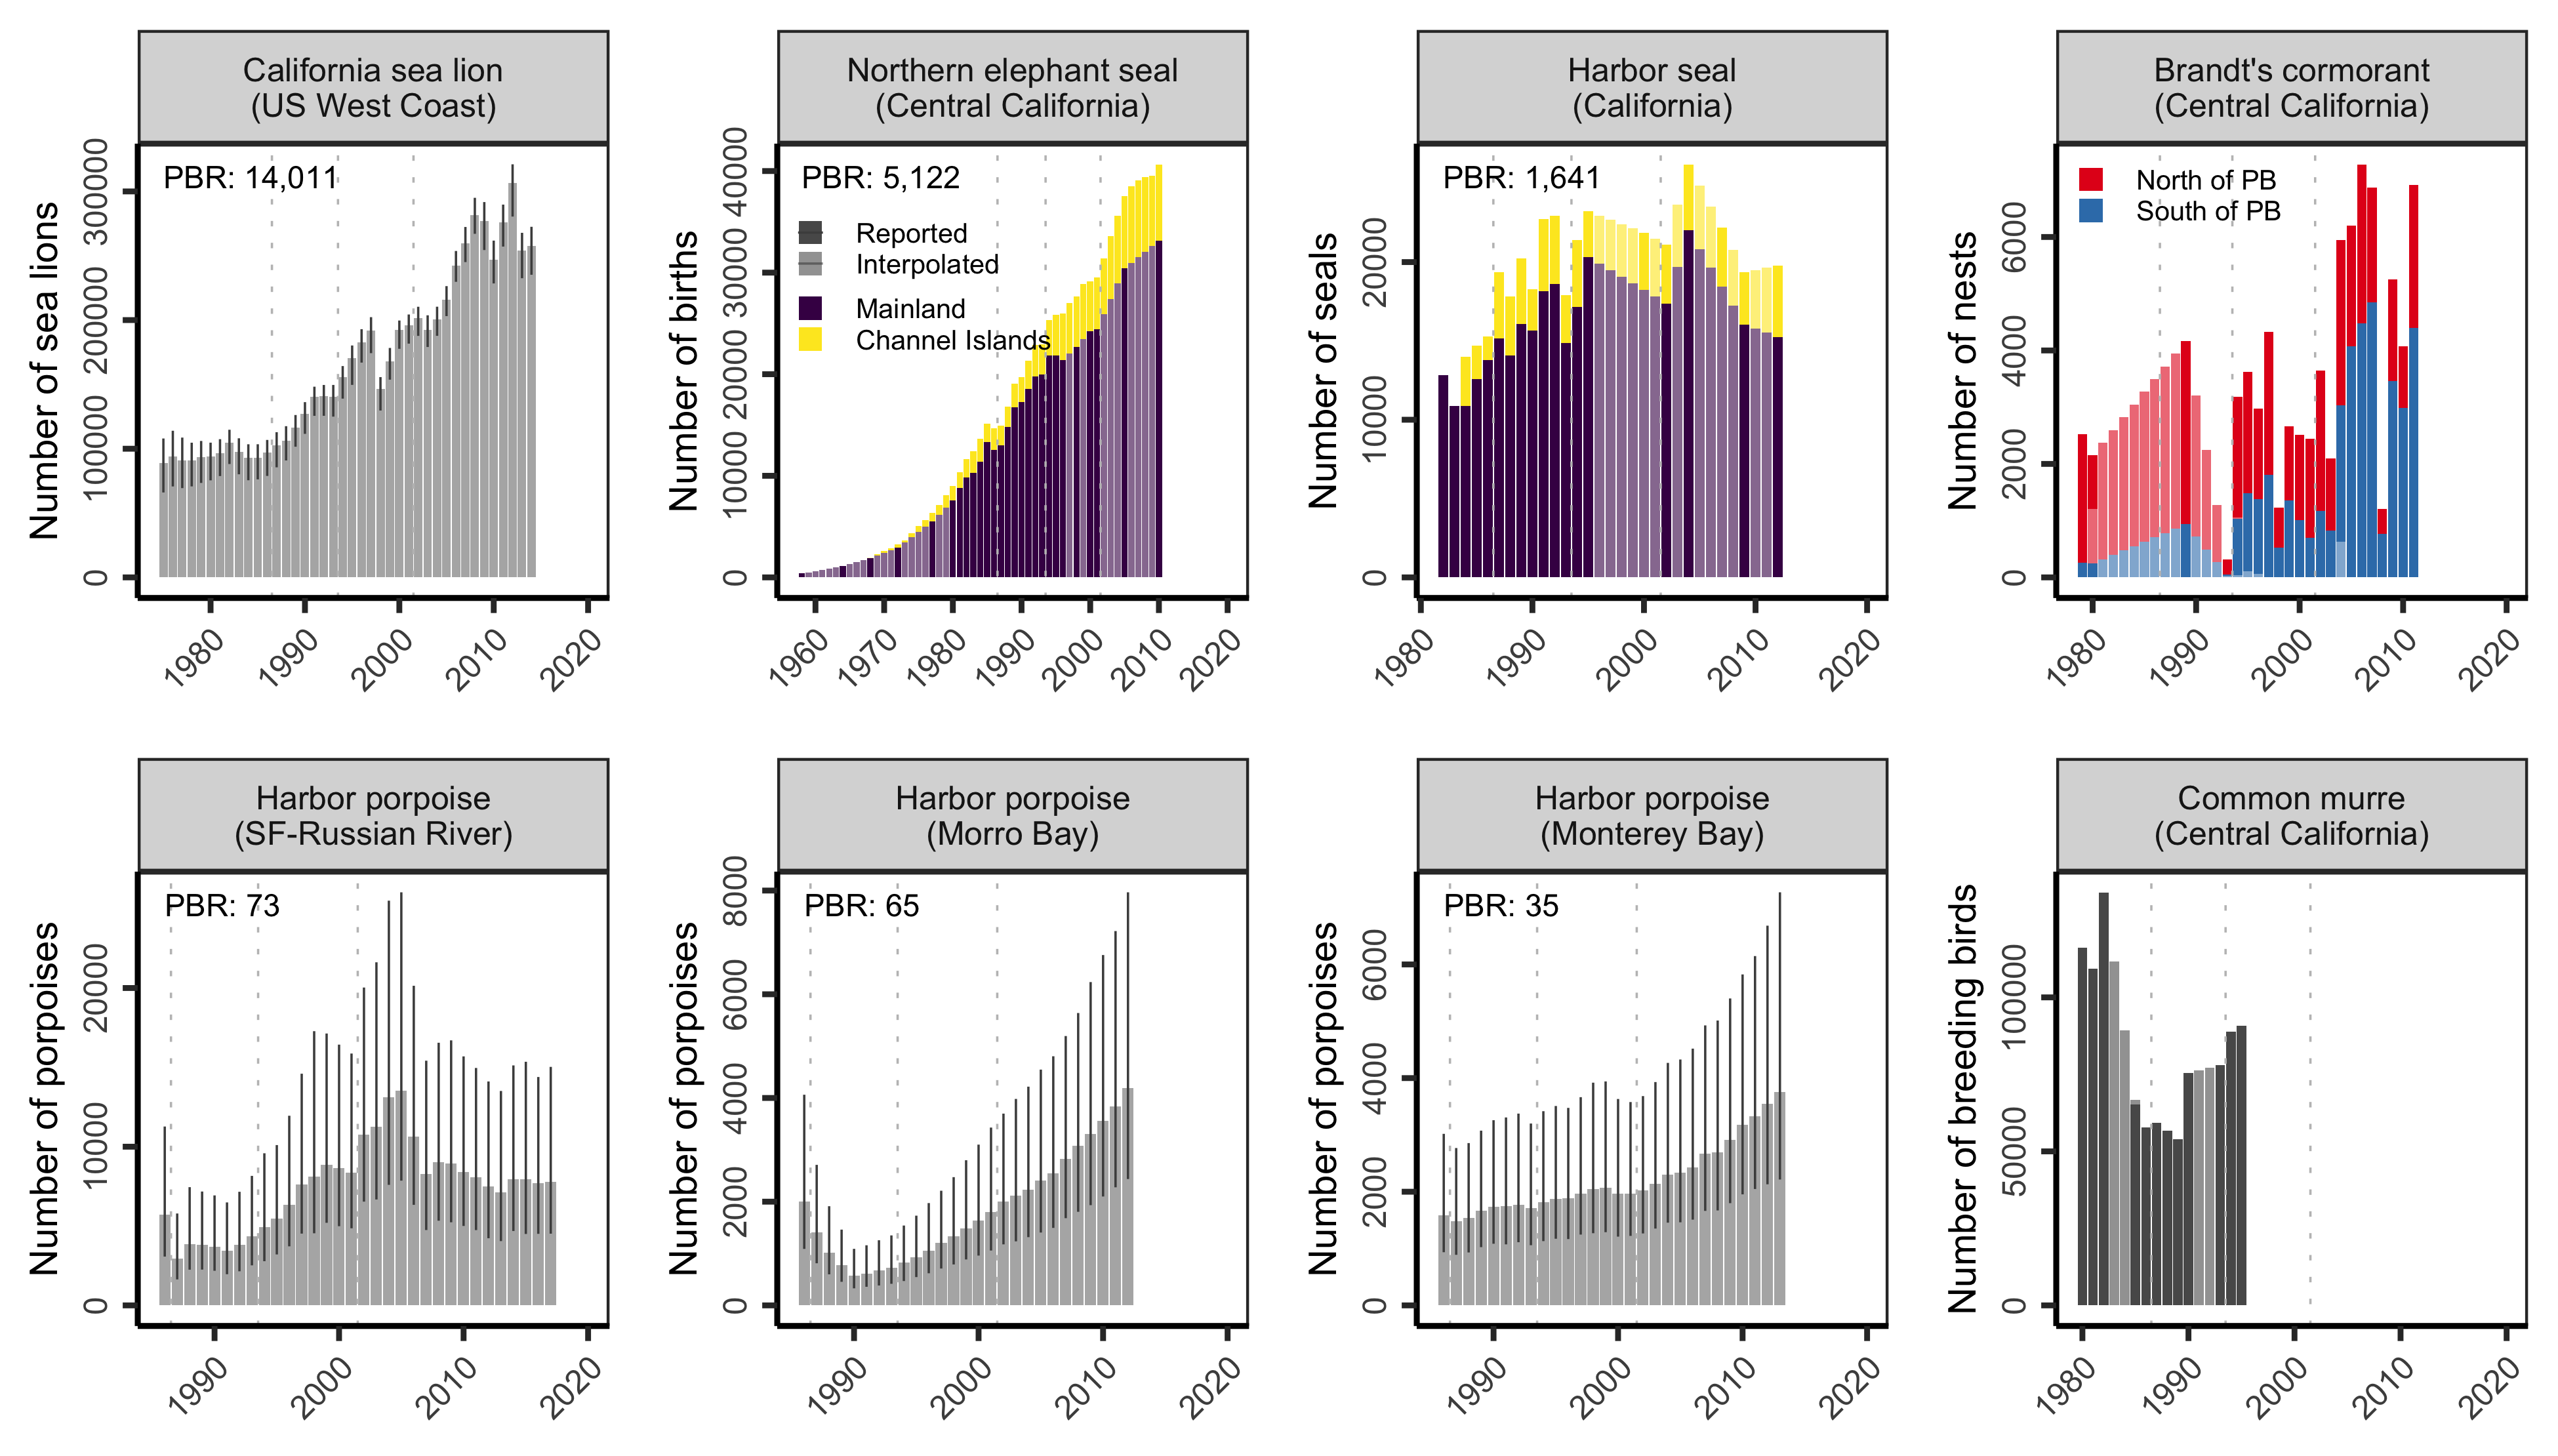 California sea lion
(US West Coast)
PBR: 14,011
Number of sea lions
0
100000
200000
300000
1980
1990
2000
2010
2020
Northern elephant seal
(Central California)
PBR: 5,122
Reported
Interpolated
Mainland
Channel Islands
Number of births
0
10000
20000
30000
40000
1960
1970
1980
1990
2000
2010
2020
Harbor seal
(California)
PBR: 1,641
Number of seals
0
10000
20000
1980
1990
2000
2010
2020
Brandt's cormorant
(Central California)
North of PB
South of PB
Number of nests
0
2000
4000
6000
1980
1990
2000
2010
2020
Harbor porpoise
(SF-Russian River)
PBR: 73
Number of porpoises
0
10000
20000
1990
2000
2010
2020
Harbor porpoise
(Morro Bay)
PBR: 65
Number of porpoises
0
2000
4000
6000
8000
1990
2000
2010
2020
Harbor porpoise
(Monterey Bay)
PBR: 35
Number of porpoises
0
2000
4000
6000
1990
2000
2010
2020
Common murre
(Central California)
Number of breeding birds
0
50000
100000
1980
1990
2000
2010
2020